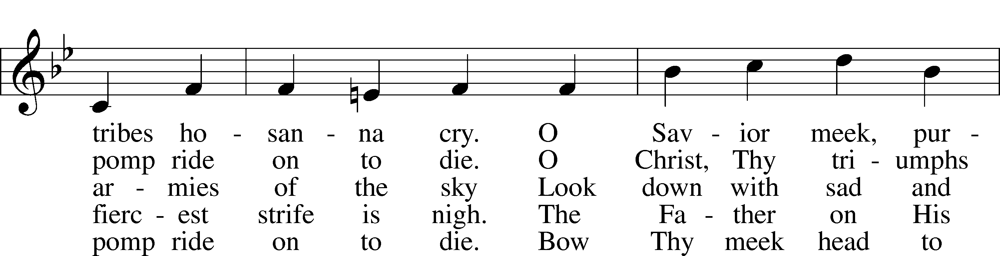 tribes ho - san - na cry. O Sav - ior meek, pur -
pomp ride on to die. O Christ, Thy tri - umphs
ar - mies of the sky Look down with sad and
fierc - est strife is nigh. The Fa - ther on His
pomp ride on to die. Bow Thy meek head to